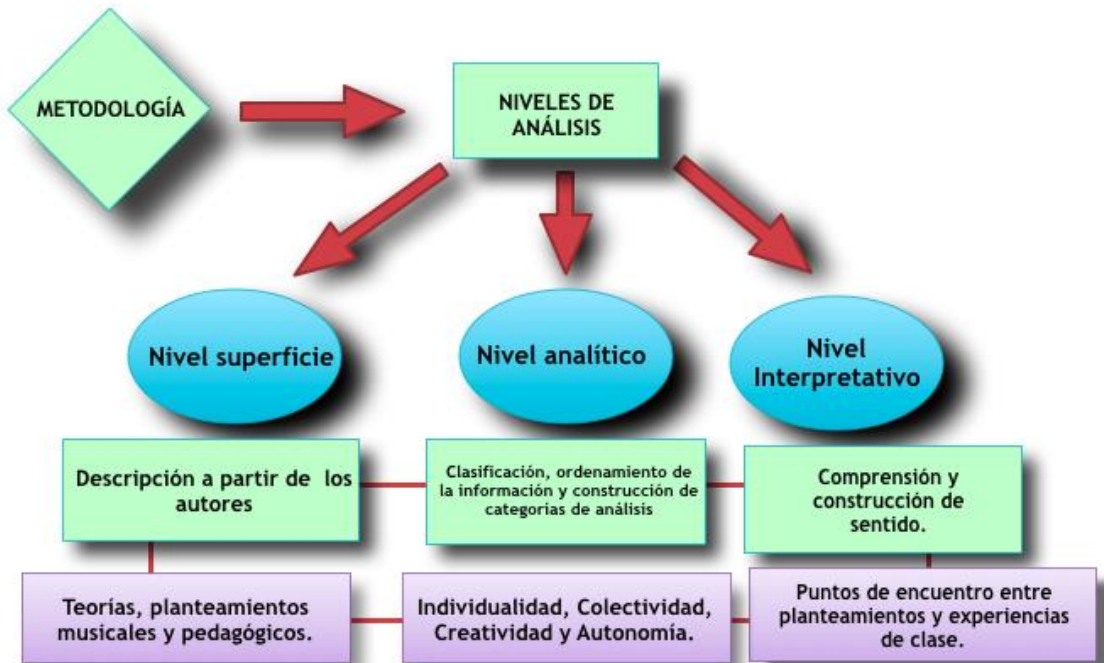 METODOLOGÍA
NIVELES DE
ANÁLISIS
Nivel superficie
Nivel analítico
Nivel
Interpretativo
Descripción a partir de los
autores
Clasificación, ordenamiento de
la información y construcción de
categorías de análisis
Comprensión y
construcción de
sentido.
Teorías, planteamientos
musicales y pedagógicos.
Individualidad, Colectividad,
Creatividad y Autonomía.
Puntos de encuentro entre
planteamientos y experiencias
de clase.